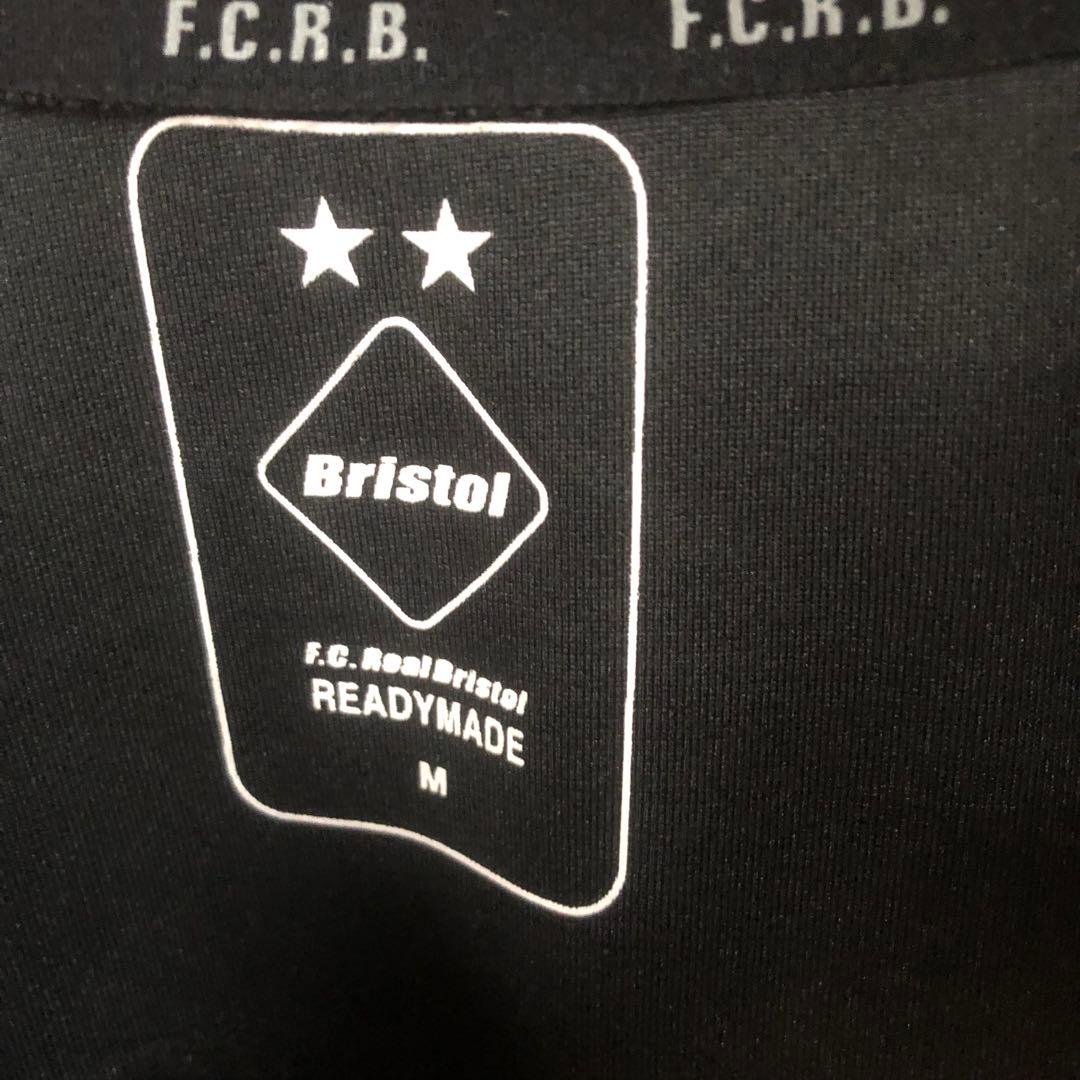 F.C.R.B. F.C.R.B.
Bristol
F.C. Real Bristol
READYMADE
M